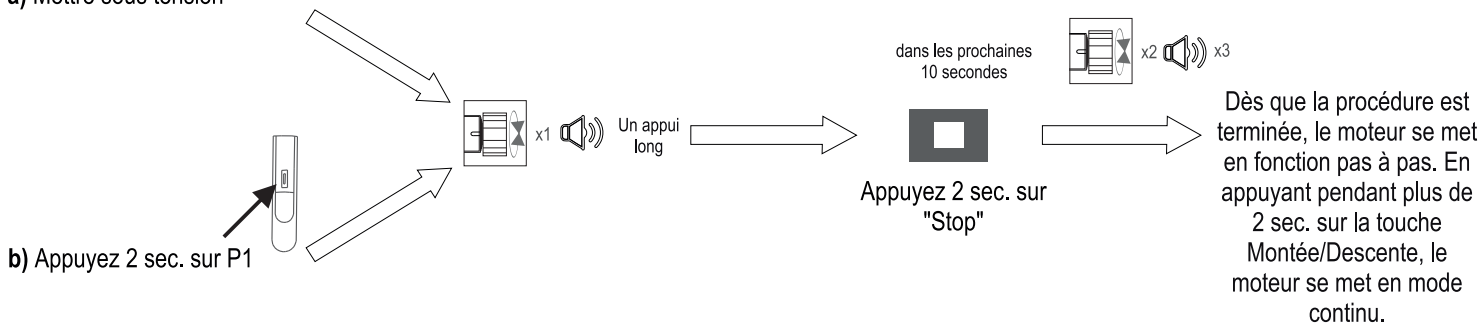 a) Mettre sous tension
dans les prochaines
10 secondes
x2 x3
x1
Un appui
long
Appuyez 2 sec. sur
"Stop"
b) Appuyez 2 sec. sur P1
Dès que la procédure est
terminée, le moteur se met
en fonction pas à pas. En
appuyant pendant plus de
2 sec. sur la touche
Montée/Descente, le
moteur se met en mode
continu.